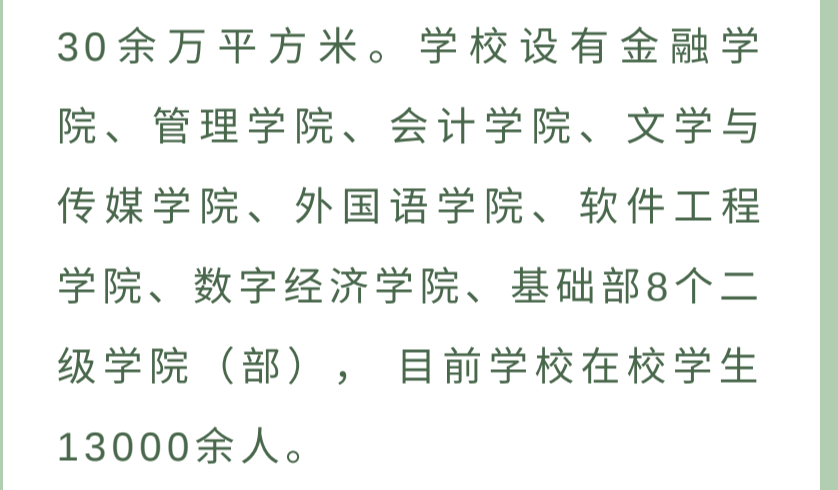 30余万平方米。学校设有金融学
院、管理学院、会计学院、文学与
传媒学院、外国语学院、软件工程
学院、数字经济学院、基础部8个二
级学院（部）， 目前学校在校学生
13000余人。